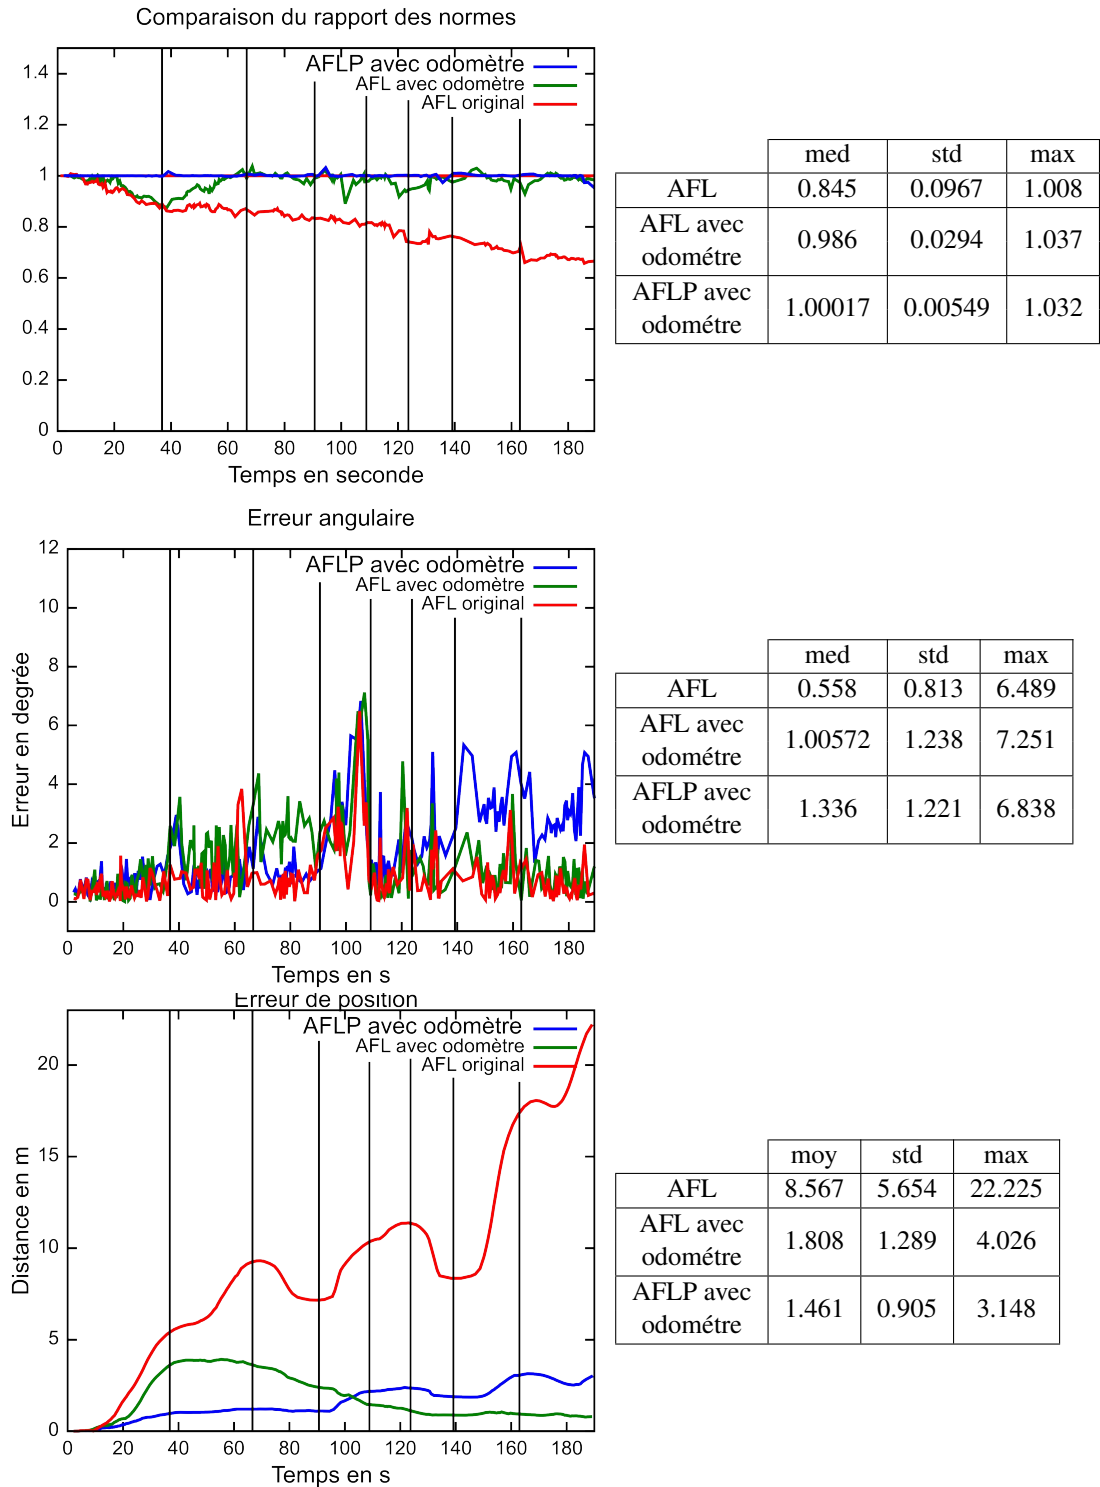 Comparaison du rapport des normes
1.4
1.2
1
0.8
0.6
0.4
0.2
0
AFLP avec odomètre
AFL avec odomètre
AFL original
0 20 40 60 80 100 120 140 160 180
Temps en seconde
med std max
AFL 0.845 0.0967 1.008
AFL avec
odométre 0.986 0.0294 1.037
AFLP avec
odométre 1.00017 0.00549 1.032
Erreur angulaire
Erreur en degrée
12
10
8
6
4
2
0
AFLP avec odomètre
AFL avec odomètre
AFL original
0 20 40 60 80 100 120 140 160 180
Temps en s
med std max
AFL 0.558 0.813 6.489
AFL avec
odométre 1.00572 1.238 7.251
AFLP avec
odométre 1.336 1.221 6.838
Erreur de position
Distance en m
20
15
10
5
0
AFLP avec odomètre
AFL avec odomètre
AFL original
0 20 40 60 80 100 120 140 160 180
Temps en s
moy std max
AFL 8.567 5.654 22.225
AFL avec
odométre 1.808 1.289 4.026
AFLP avec
odométre 1.461 0.905 3.148